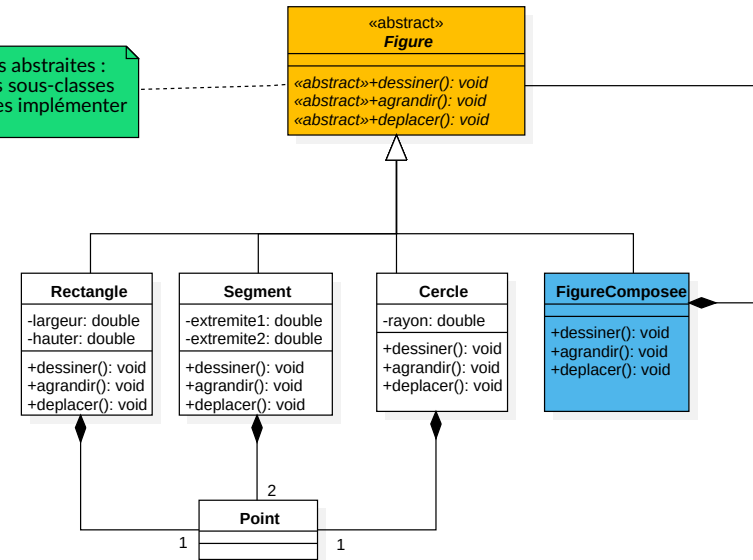 «abstract»
Figure
«abstract»+dessiner(): void
«abstract»+agrandir(): void
«abstract»+deplacer(): void
s abstraites :
s sous-classes
es implémenter
Rectangle
-largeur: double
-hauter: double
+dessiner(): void
+agrandir(): void
+deplacer(): void
Segment
-extremite1: double
-extremite2: double
+dessiner(): void
+agrandir(): void
+deplacer(): void
Cercle
-rayon: double
+dessiner(): void
+agrandir(): void
+deplacer(): void
FigureComposee
+dessiner(): void
+agrandir(): void
+deplacer(): void
2
Point
1
1